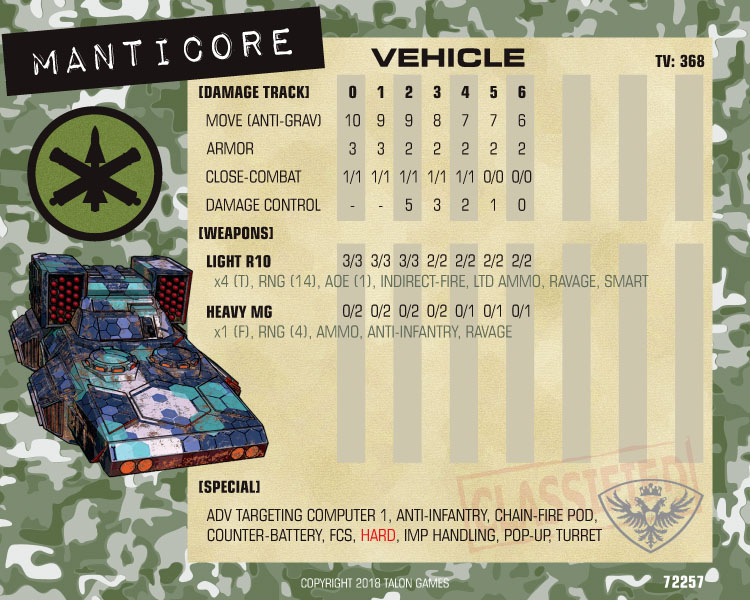 MANTICORE
VEHICLE
TV: 368
[DAMAGE TRACK] 0 1 2 3 4 5 6
MOVE (ANTI-GRAV) 10 9 9 8 7 7 6
ARMOR 3 3 2 2 2 2 2
CLOSE-COMBAT 1/1 1/1 1/1 1/1 1/1 0/0 0/0
DAMAGE CONTROL - - 5 3 2 1 0
[WEAPONS]
LIGHT R10 3/3 3/3 3/3 2/2 2/2 2/2 2/2
x4 (T), RNG (14), AOE (1), INDIRECT-FIRE, LTD AMMO, RAVAGE, SMART
HEAVY MG 0/2 0/2 0/2 0/2 0/1 0/1 0/1
x1 (F), RNG (4), AMMO, ANTI-INFANTRY, RAVAGE
CLASSIFIED
[SPECIAL]
ADV TARGETING COMPUTER 1, ANTI-INFANTRY, CHAIN-FIRE POD,
COUNTER-BATTERY, FCS, HARD, IMP HANDLING, POP-UP, TURRET
COPYRIGHT 2018 TALON GAMES
72257